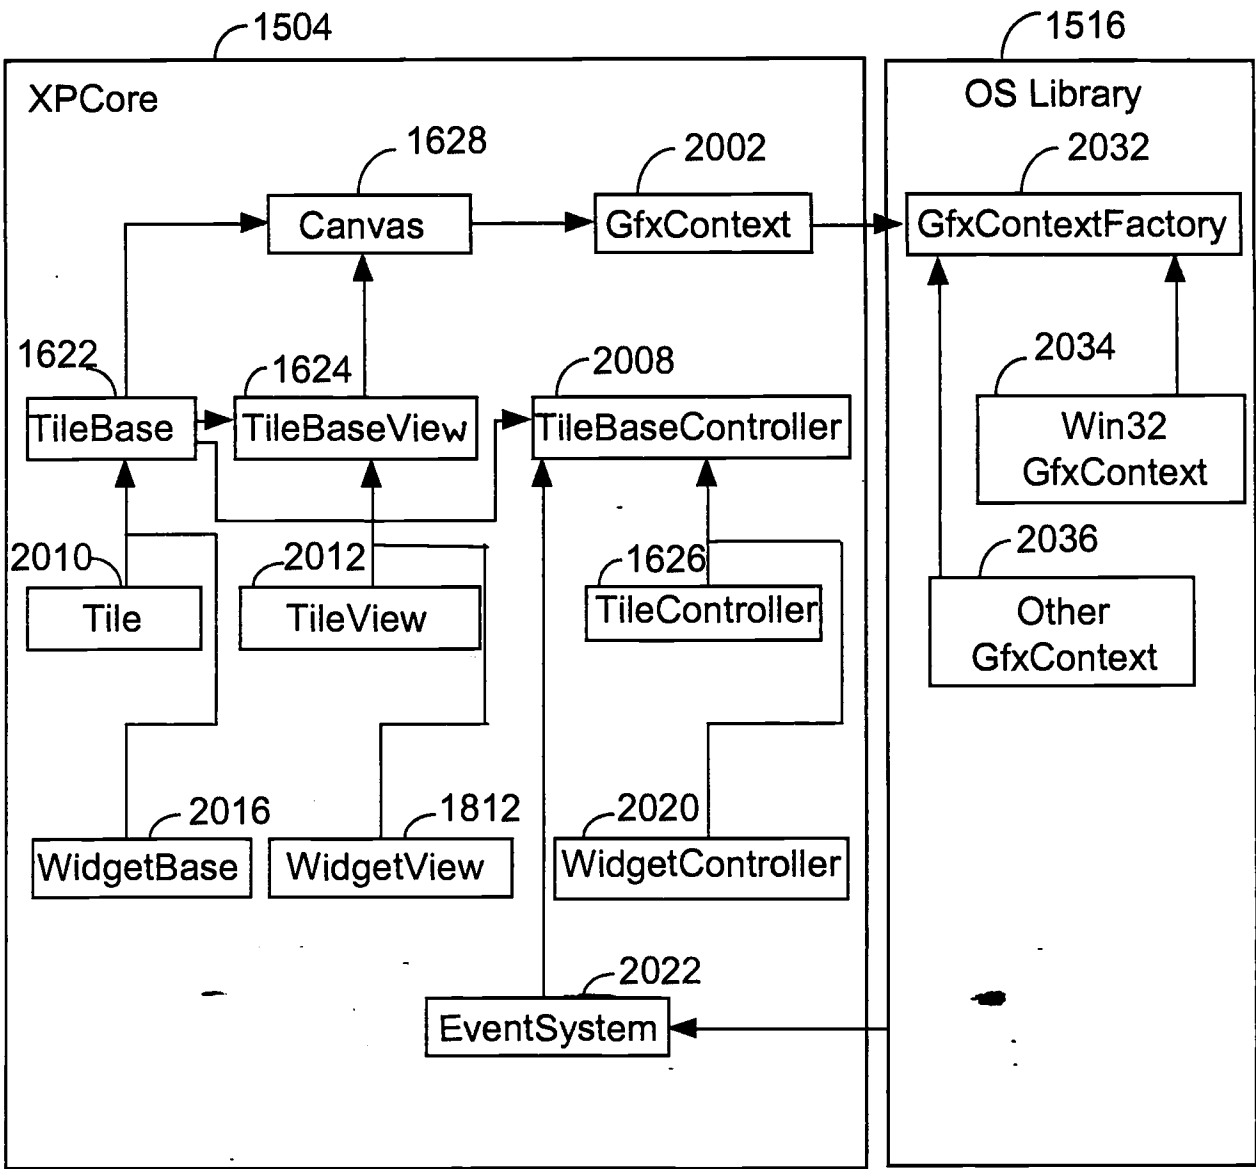 1504
1516
XPCore
OS Library
1628
2002
2032
Canvas
GfxContext
GfxContextFactory
1622
1624
2008
2034
TileBase
TileBaseView
TileBaseController
Win32
GfxContext
2010
2012
1626
2036
Tile
TileView
TileController
Other
GfxContext
2016
1812
2020
WidgetBase
WidgetView
WidgetController
2022
EventSystem